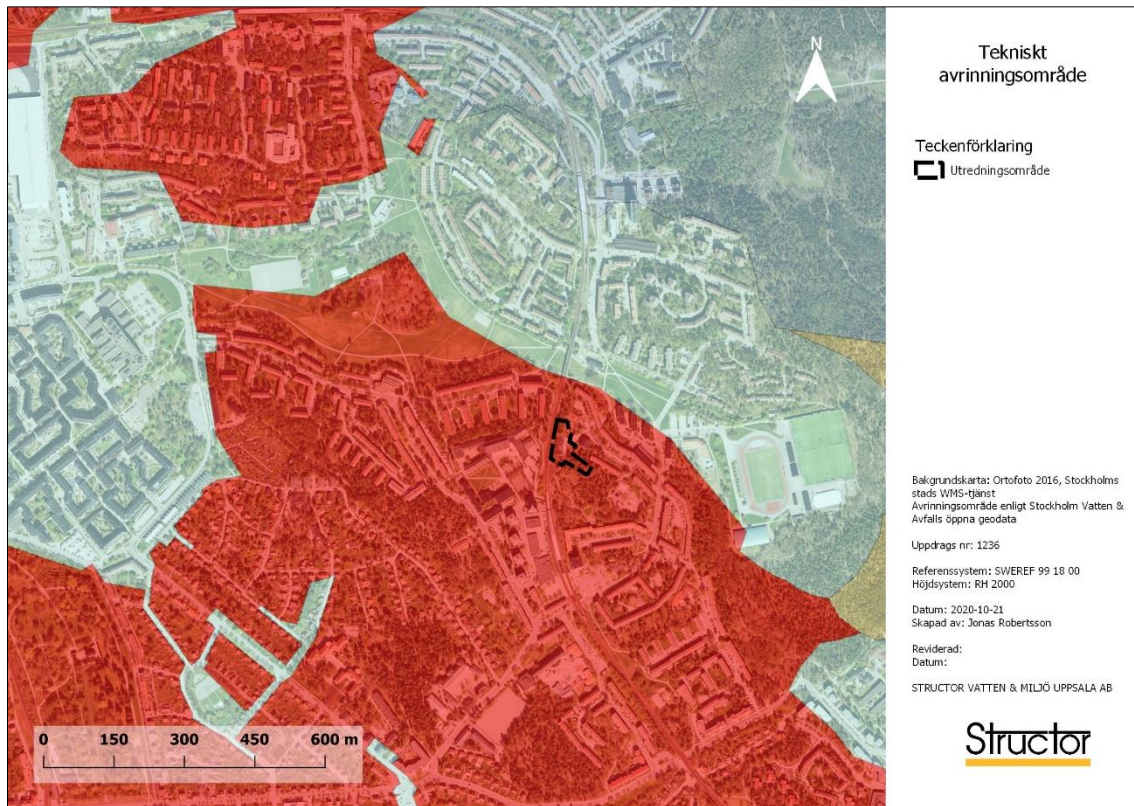 Tekniskt
avrinningsområde
Teckenförklaring
Utredningsområde
N
Bakgrundskarta: Ortofoto 2016, Stockholms
stads WMS-tjänst
Avrinningsområde enligt Stockholm Vatten &
Avfalls öppna geodata
Uppdrags nr: 1236
Referenssystem: SWEREF 99 18 00
Höjdsystem: RH 2000
Datum: 2020-10-21
Skapad av: Jonas Robertsson
Reviderad:
Datum:
STRUCTOR VATTEN & MILJÖ UPPSALA AB
Structor
0 150 300 450 600 m